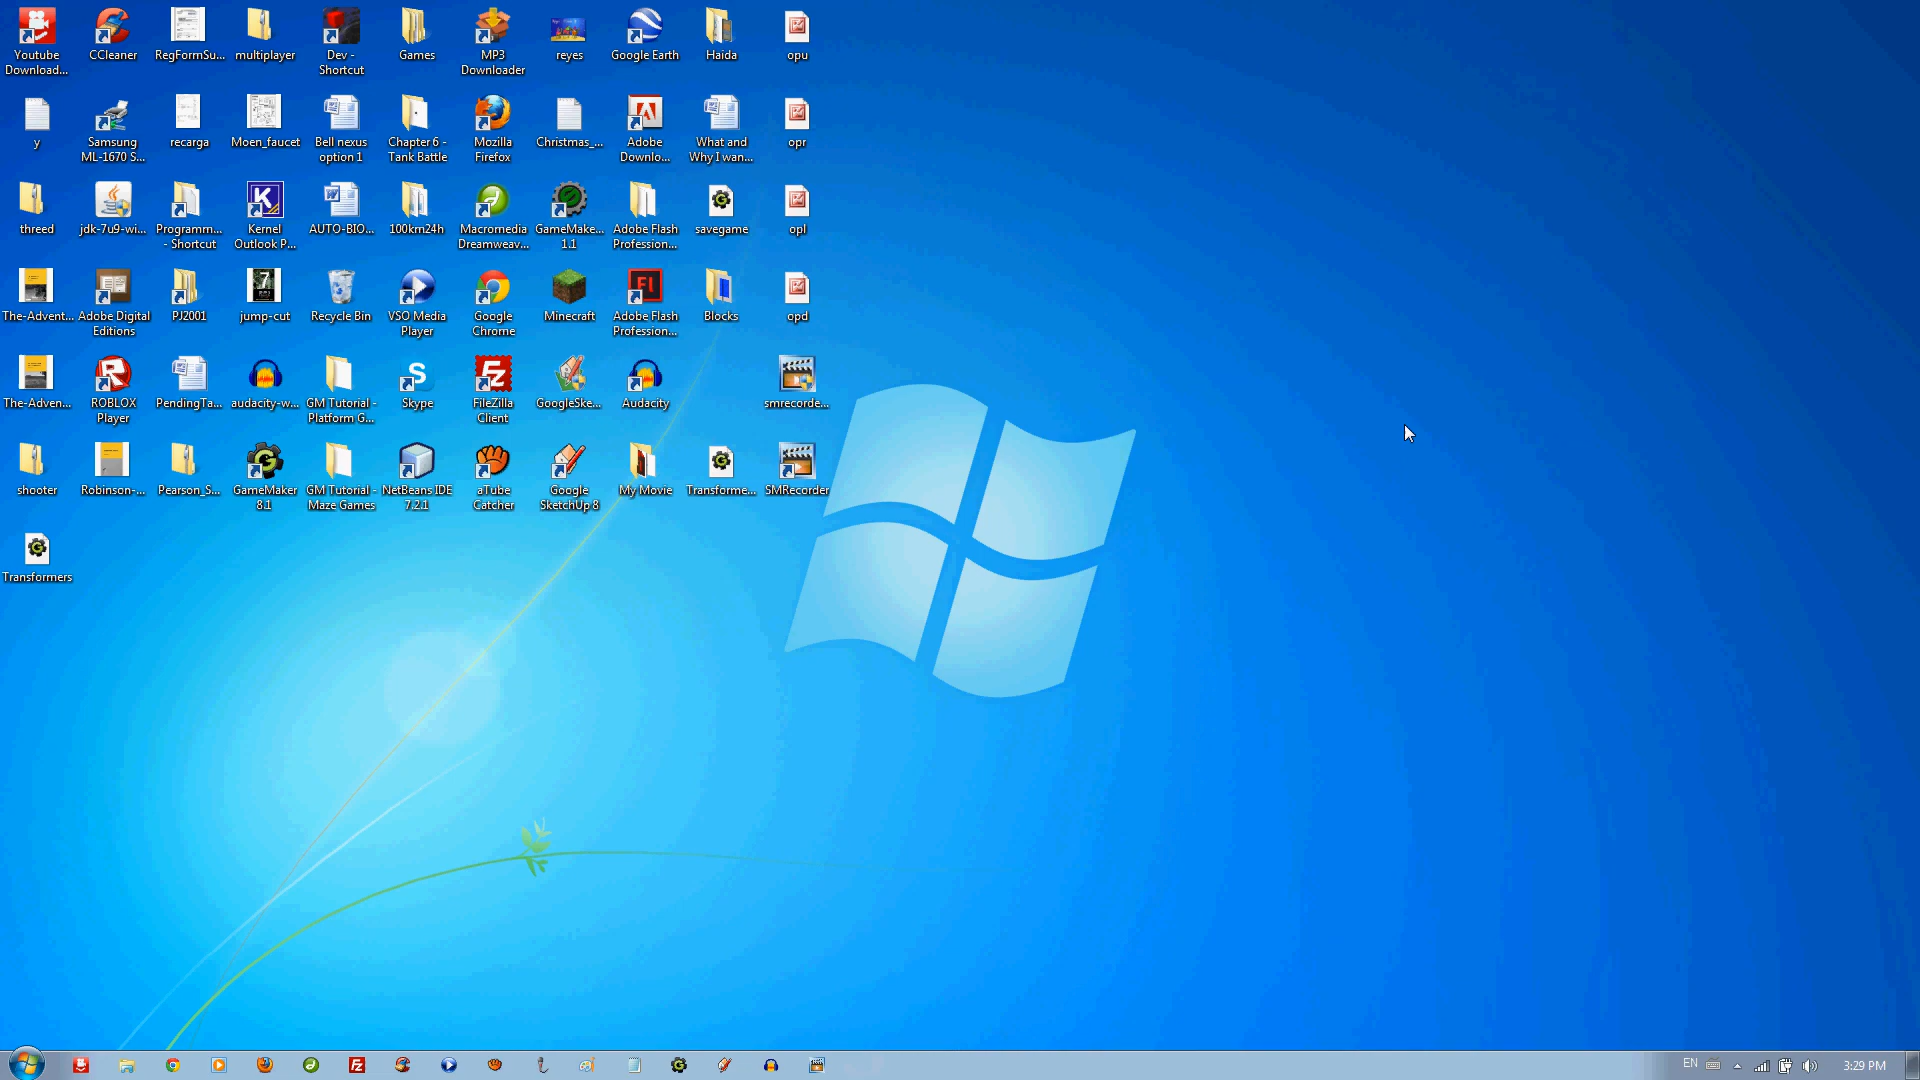 Youtube
Download...
CCleaner
RegFormSu...
multiplayer
Dev -
Shortcut
Games
MP3
Downloader
reyes
Google Earth
Haida
opu
y
Samsung
ML-1670 S...
recarga
Moen_faucet
Bell nexus
option 1
Chapter 6 -
Tank Battle
Mozilla
Firefox
Christmas_...
Adobe
Downlo...
What and
Why I wan...
opr
threed
jdk-7u9-wi...
Programm...
- Shortcut
Kernel
Outlook P...
AUTO-BIO...
100km24h
Macromedia
Dreamweav...
GameMake...
1.1
Adobe Flash
Profession...
savegame
opl
The-Advent...
Adobe Digital
Editions
PJ2001
jump-cut
Recycle Bin
VSO Media
Player
Google
Chrome
Minecraft
Adobe Flash
Profession...
Blocks
opd
The-Adven...
ROBLOX
Player
PendingTa...
audacity-w...
GM Tutorial -
Platform G...
Skype
FileZilla
Client
GoogleSke...
Audacity
smrecorde...
shooter
Robinson-...
Pearson_S...
GameMaker
8.1
GM Tutorial -
Maze Games
NetBeans IDE
7.2.1
aTube
Catcher
Google
SketchUp 8
My Movie
Transforme...
SMRecorder
Transformers
EN
3:29 PM